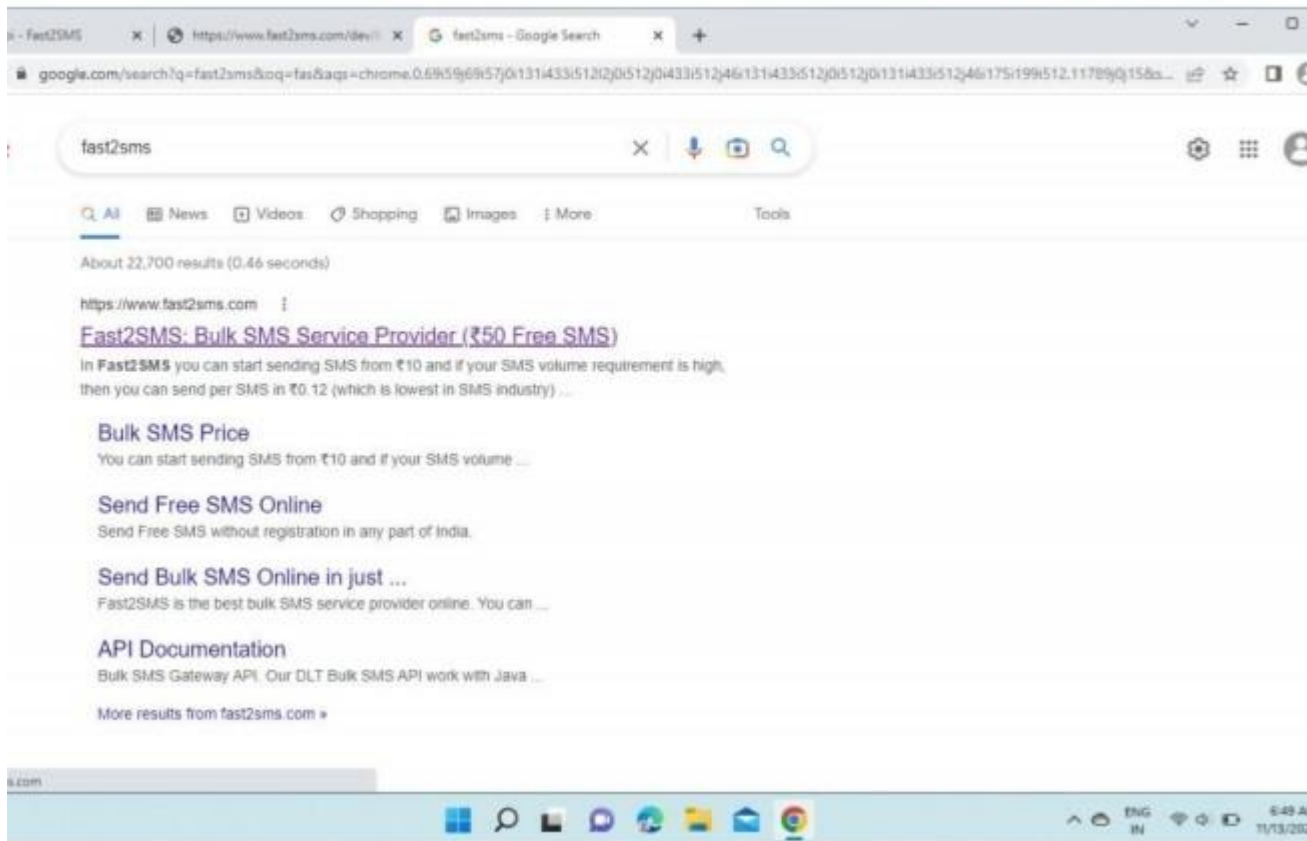 - Fast2SMS
https://www.fast2sms.com/dev/
fast2sms - Google Search
fast2sms
All
News
Videos
Shopping
Images
More
Tools
About 22,700 results (0.46 seconds)
https://www.fast2sms.com
Fast2SMS: Bulk SMS Service Provider (₹50 Free SMS)
In Fast2SMS you can start sending SMS from ₹10 and if your SMS volume requirement is high,
then you can send per SMS in ₹0.12 (which is lowest in SMS industry) ...
Bulk SMS Price
You can start sending SMS from ₹10 and if your SMS volume ...
Send Free SMS Online
Send Free SMS without registration in any part of India.
Send Bulk SMS Online in just ...
Fast2SMS is the best bulk SMS service provider online. You can ...
API Documentation
Bulk SMS Gateway API. Our DLT Bulk SMS API work with Java ...
More results from fast2sms.com »
s.com
ENG
IN
6:49 A
11/13/202